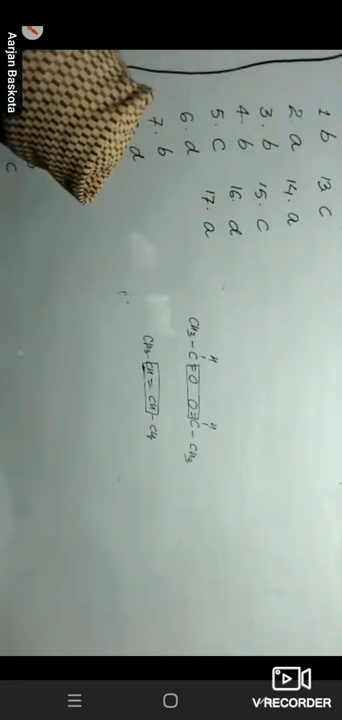 Aarjan Baskota
1. b 13. c
2. a 14. a
3. b 15. c
4. b 16. d
5. c 17. a
6. d
7. b
d
c
H H
CH3 - C = O O = C - CH3
CH3 - CH = CH - CH3
VRECORDER